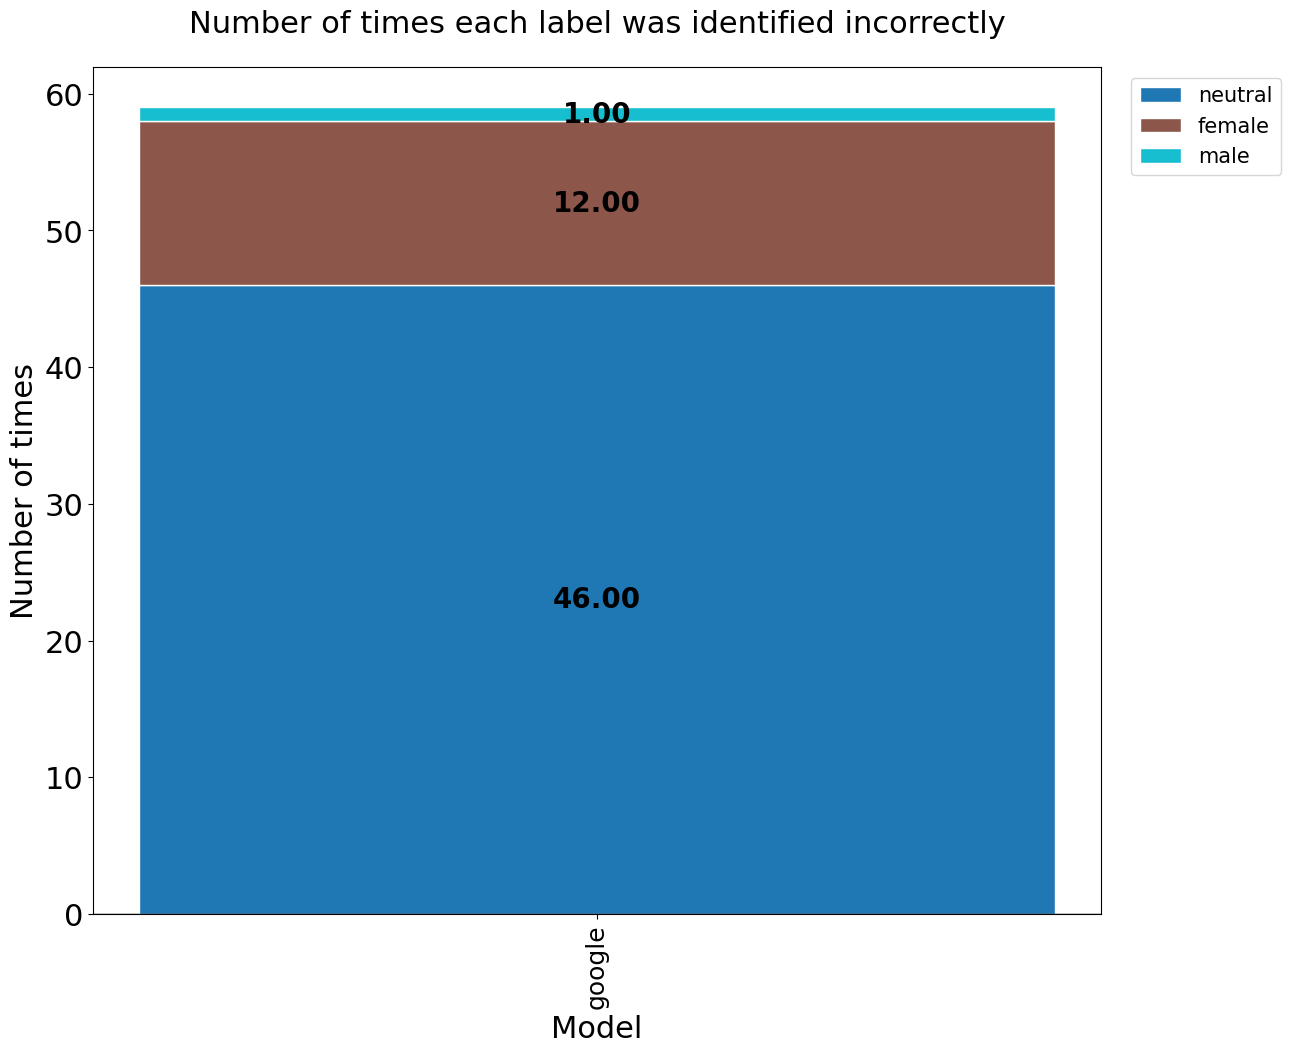 Number of times each label was identified incorrectly
60
50
40
30
20
10
0
Number of times
1.00
12.00
46.00
google
Model
neutral
female
male